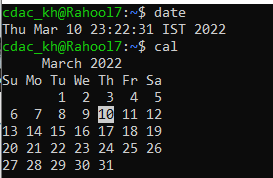 cdac_kh@Rahool7:~$ date
Thu Mar 10 23:22:31 IST 2022
cdac_kh@Rahool7:~$ cal
     March 2022
Su Mo Tu We Th Fr Sa
       1  2  3  4  5
 6  7  8  9 10 11 12
13 14 15 16 17 18 19
20 21 22 23 24 25 26
27 28 29 30 31